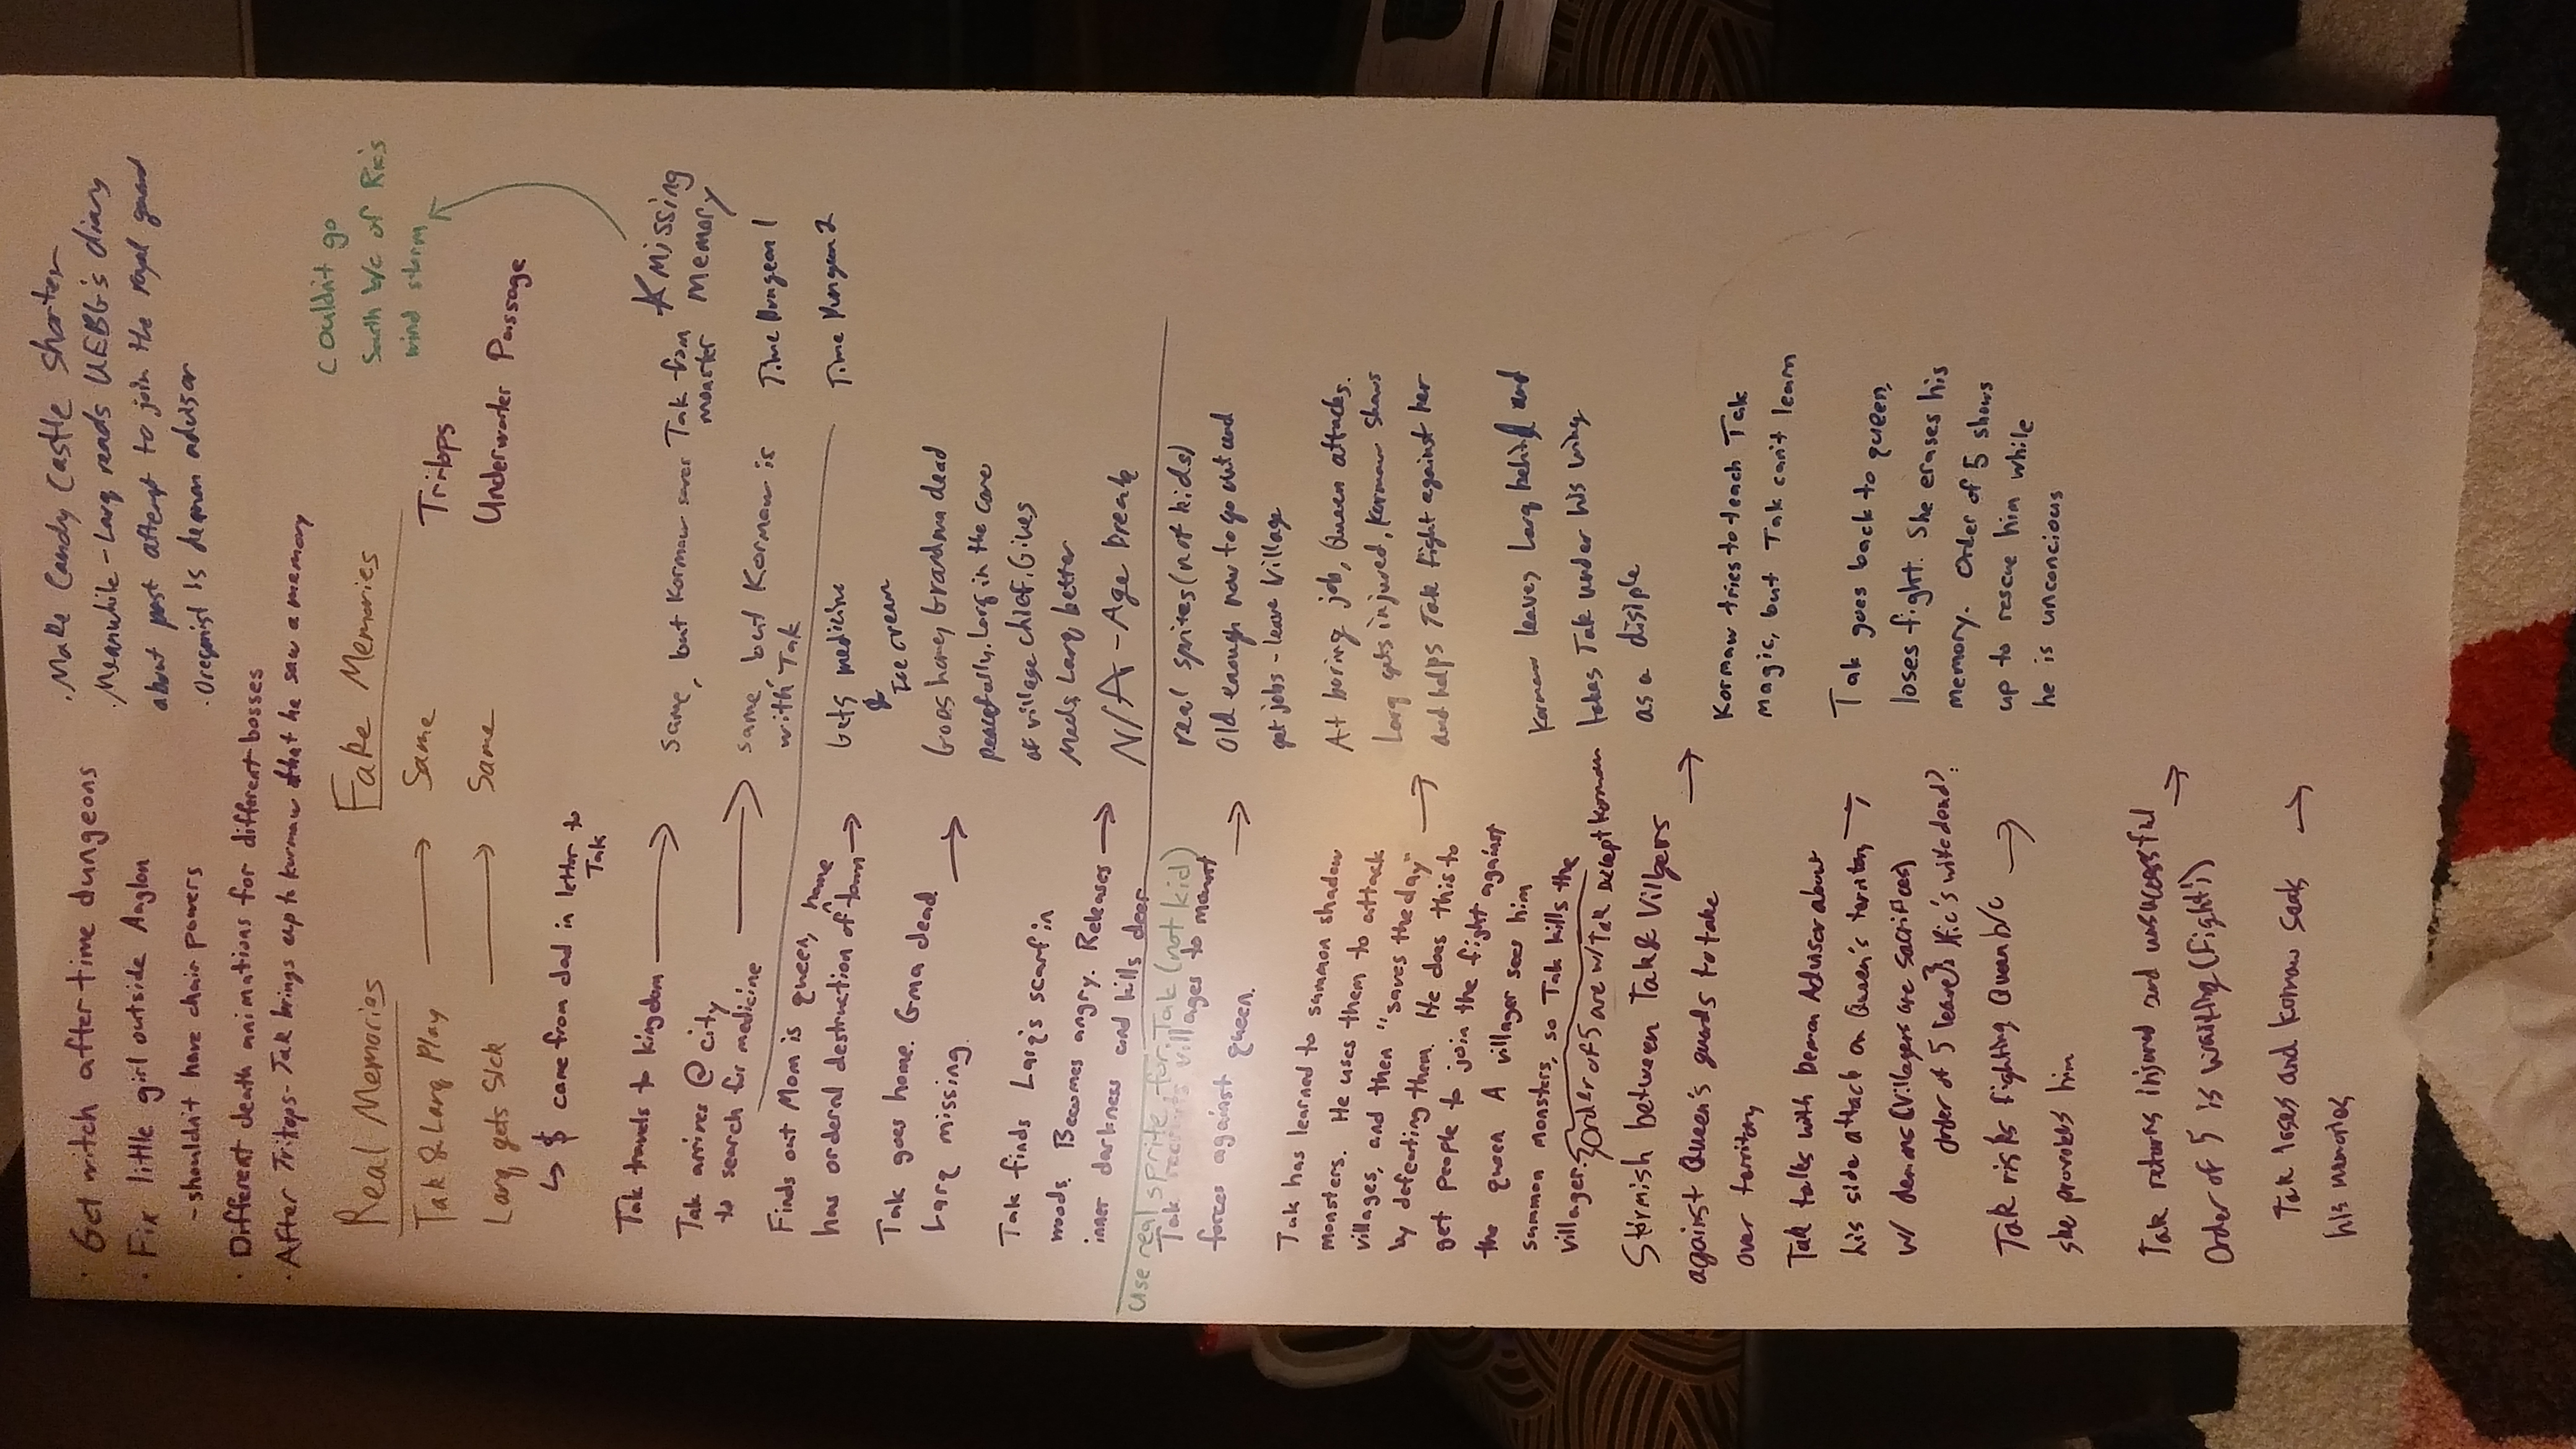 · Get witch after time dungeons
· Fix little girl outside Anglon
- shouldn't have chair powers
· Different death animations for different bosses
· After Tritops - Tak brings up to Kormaw that he saw a memory
· Make Candy Castle shorter
· Meanwhile - Larq reads UEBG's diary
about past attempt to join the royal guard
· Oregonist is demon advisor
Couldn't go
South b/c of Ric's
wind storm
Real Memories
Fake Memories
Tak & Larq Play → Same
Tritops
Larq gets Sick → Same
Underwater Passage
↳ $ came from dad in letter to
Tak
Tak travels to kingdom →
same, but Kormaw saves Tak from
monster
* Missing
Memory
Tak arrives @ city
to search for medicine →
same, but Kormaw is
with Tak
Time Dungeon 1
Finds out Mom is queen,
has ordered destruction of home town →
Gets medicine
&
Ice cream
Time Dungeon 2
Tak goes home. Gma dead.
Larq missing. →
Goes home, Grandma dead
peacefully. Larq in the care
of village chief. Gives
Meds, Larq better
Tak finds Larq's scarf in
woods. Becomes angry. Releases →
inner darkness and kills deer
N/A - Age Break
Use real sprite for Tak (not kid)
Tak recruits villages to mount
forces against queen. →
real sprites (not kids)
Old enough now to go out and
get jobs - leave Village
Tak has learned to summon shadow
monsters. He uses them to attack
villages, and then "saves the day"
by defeating them. He does this to →
get people to join the fight against
the queen. A villager sees him
summon monsters, so Tak kills the
villager.
Order of 5 are w/ Tak except Kormaw
At boring job, Queen attacks.
Larq gets injured, Kormaw shows
and helps Tak fight against her
Kormaw leaves Larq behind and
takes Tak under his wing
as a disiple
Skirmish between Tak & Villgers
against Queen's guards to take →
over territory
Kormaw tries to teach Tak
magic, but Tak can't learn
Tak talks with Demon Advisor about
his side attack on Queen's territory →
w/ demons (Villagers are sacrifices)
Order of 5 leave} Ric's wife dead?
Tak goes back to queen,
loses fight. She erases his
memory. Order of 5 shows
up to rescue him while
he is unconcious
Tak risks fighting Queen b/c →
she provokes him
Tak returns injured and unsuccessful →
Order of 5 is waiting (fight!)
Tak loses and Kormaw seals →
his memories